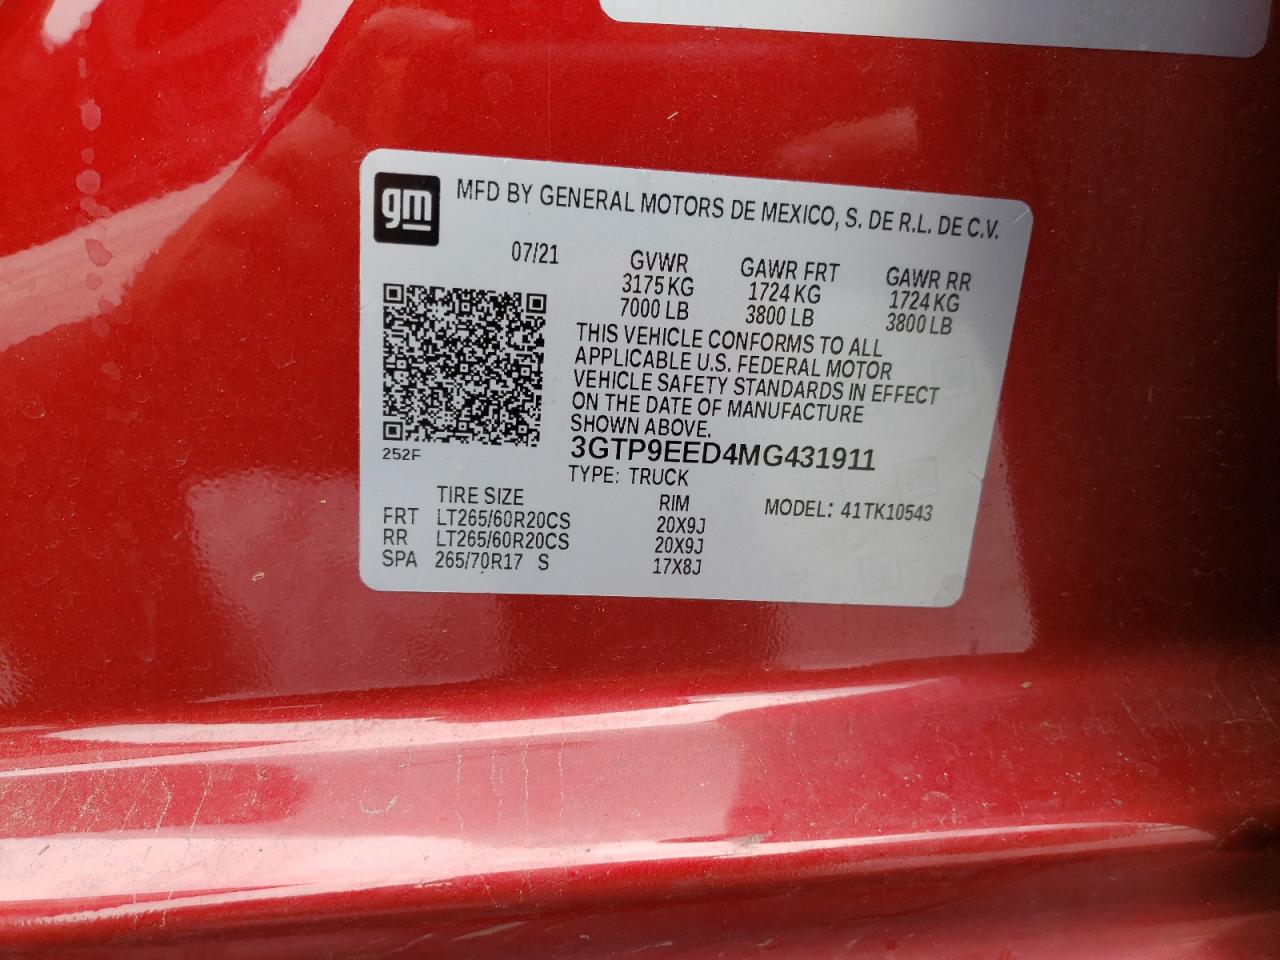 gm MFD BY GENERAL MOTORS DE MEXICO, S. DE R.L. DE C.V.
07/21 GVWR GAWR FRT GAWR RR
3175 KG 1724 KG 1724 KG
7000 LB 3800 LB 3800 LB
THIS VEHICLE CONFORMS TO ALL
APPLICABLE U.S. FEDERAL MOTOR
VEHICLE SAFETY STANDARDS IN EFFECT
ON THE DATE OF MANUFACTURE
SHOWN ABOVE.
252F 3GTP9EED4MG431911
TYPE: TRUCK
TIRE SIZE RIM MODEL: 41TK10543
FRT LT265/60R20CS 20X9J
RR LT265/60R20CS 20X9J
SPA 265/70R17 S 17X8J